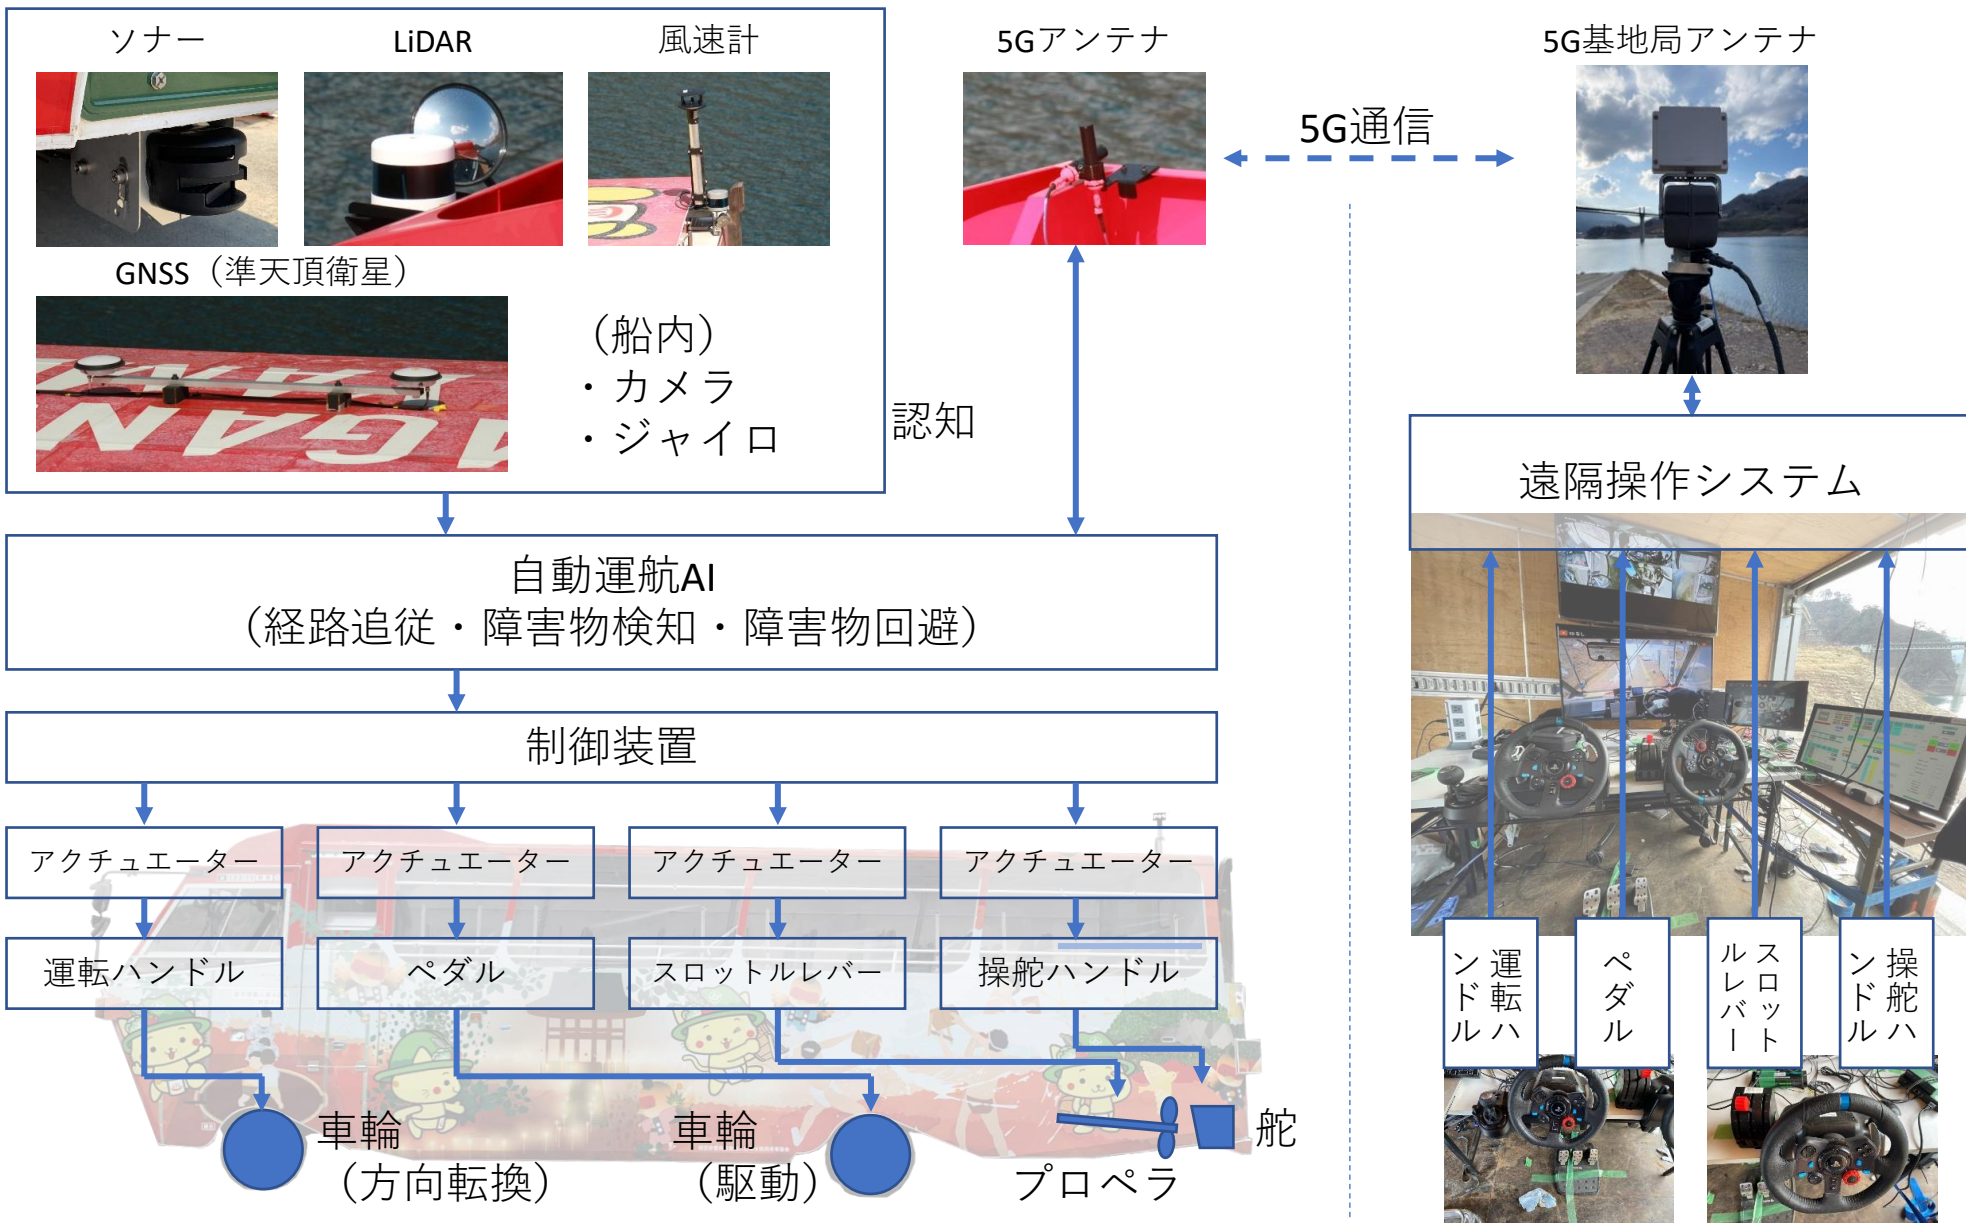 ソナー
LiDAR
風速計
GNSS（準天頂衛星）
（船内）
・カメラ
・ジャイロ
認知
5Gアンテナ
5G通信
5G基地局アンテナ
自動運航AI
（経路追従・障害物検知・障害物回避）
制御装置
アクチュエーター
アクチュエーター
アクチュエーター
アクチュエーター
運転ハンドル
ペダル
スロットルレバー
操舵ハンドル
車輪
（方向転換）
車輪
（駆動）
プロペラ
舵
遠隔操作システム
運転ハ
ンドル
ペダル
スロット
ルレバー
操舵ハ
ンドル